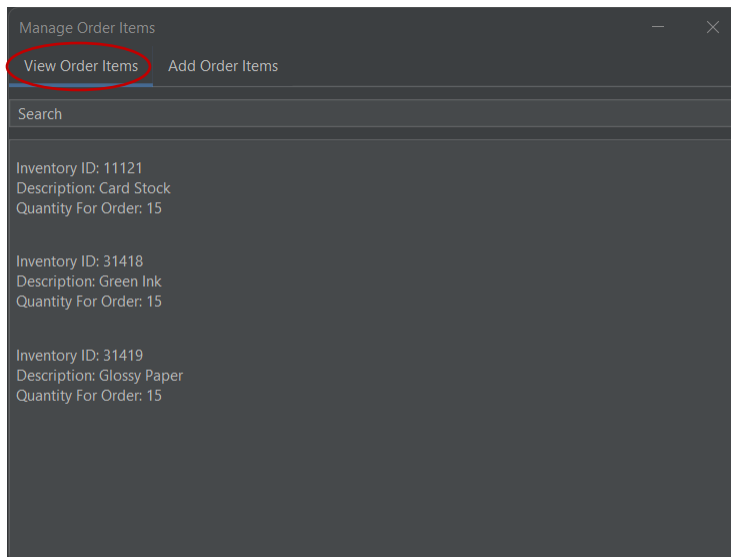 Manage Order Items
View Order Items Add Order Items
Search
Inventory ID: 11121
Description: Card Stock
Quantity For Order: 15
Inventory ID: 31418
Description: Green Ink
Quantity For Order: 15
Inventory ID: 31419
Description: Glossy Paper
Quantity For Order: 15